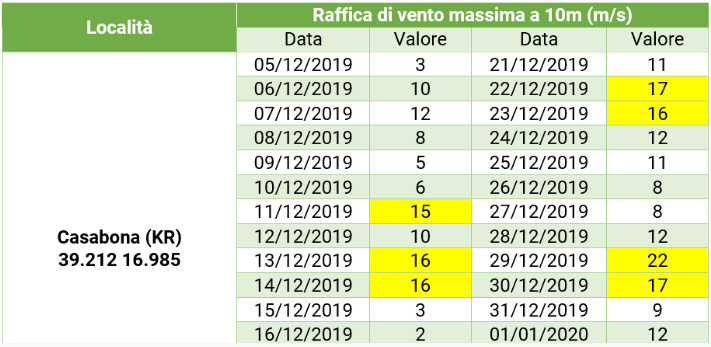 Località
Raffica di vento massima a 10m (m/s)
Data Valore Data Valore
05/12/2019 3 21/12/2019 11
06/12/2019 10 22/12/2019 17
07/12/2019 12 23/12/2019 16
08/12/2019 8 24/12/2019 12
09/12/2019 5 25/12/2019 11
10/12/2019 6 26/12/2019 8
11/12/2019 15 27/12/2019 8
Casabona (KR)
39.212 16.985
12/12/2019 10 28/12/2019 12
13/12/2019 16 29/12/2019 22
14/12/2019 16 30/12/2019 17
15/12/2019 3 31/12/2019 9
16/12/2019 2 01/01/2020 12